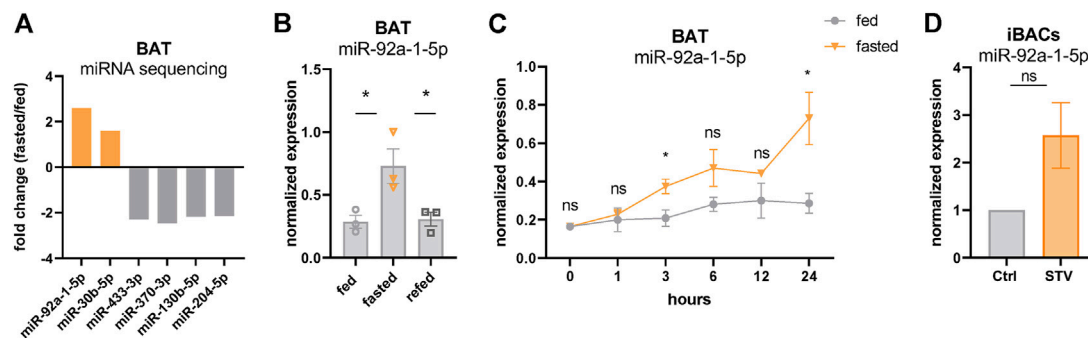 A
BAT
miRNA sequencing
fold change (fasted/fed)
4
2
0
-2
-4
miR-92a-1-5p
miR-30b-5p
miR-433-3p
miR-370-3p
miR-130b-5p
miR-204-5p
B
BAT
miR-92a-1-5p
normalized expression
1.5
1.0
0.5
0.0
* *
fed
fasted
refed
C
BAT
miR-92a-1-5p
fed
fasted
normalized expression
1.0
0.8
0.6
0.4
0.2
0.0
ns
ns
*
ns
ns
*
0 1 3 6 12 24
hours
D
iBACs
miR-92a-1-5p
ns
normalized expression
4
3
2
1
0
Ctrl STV